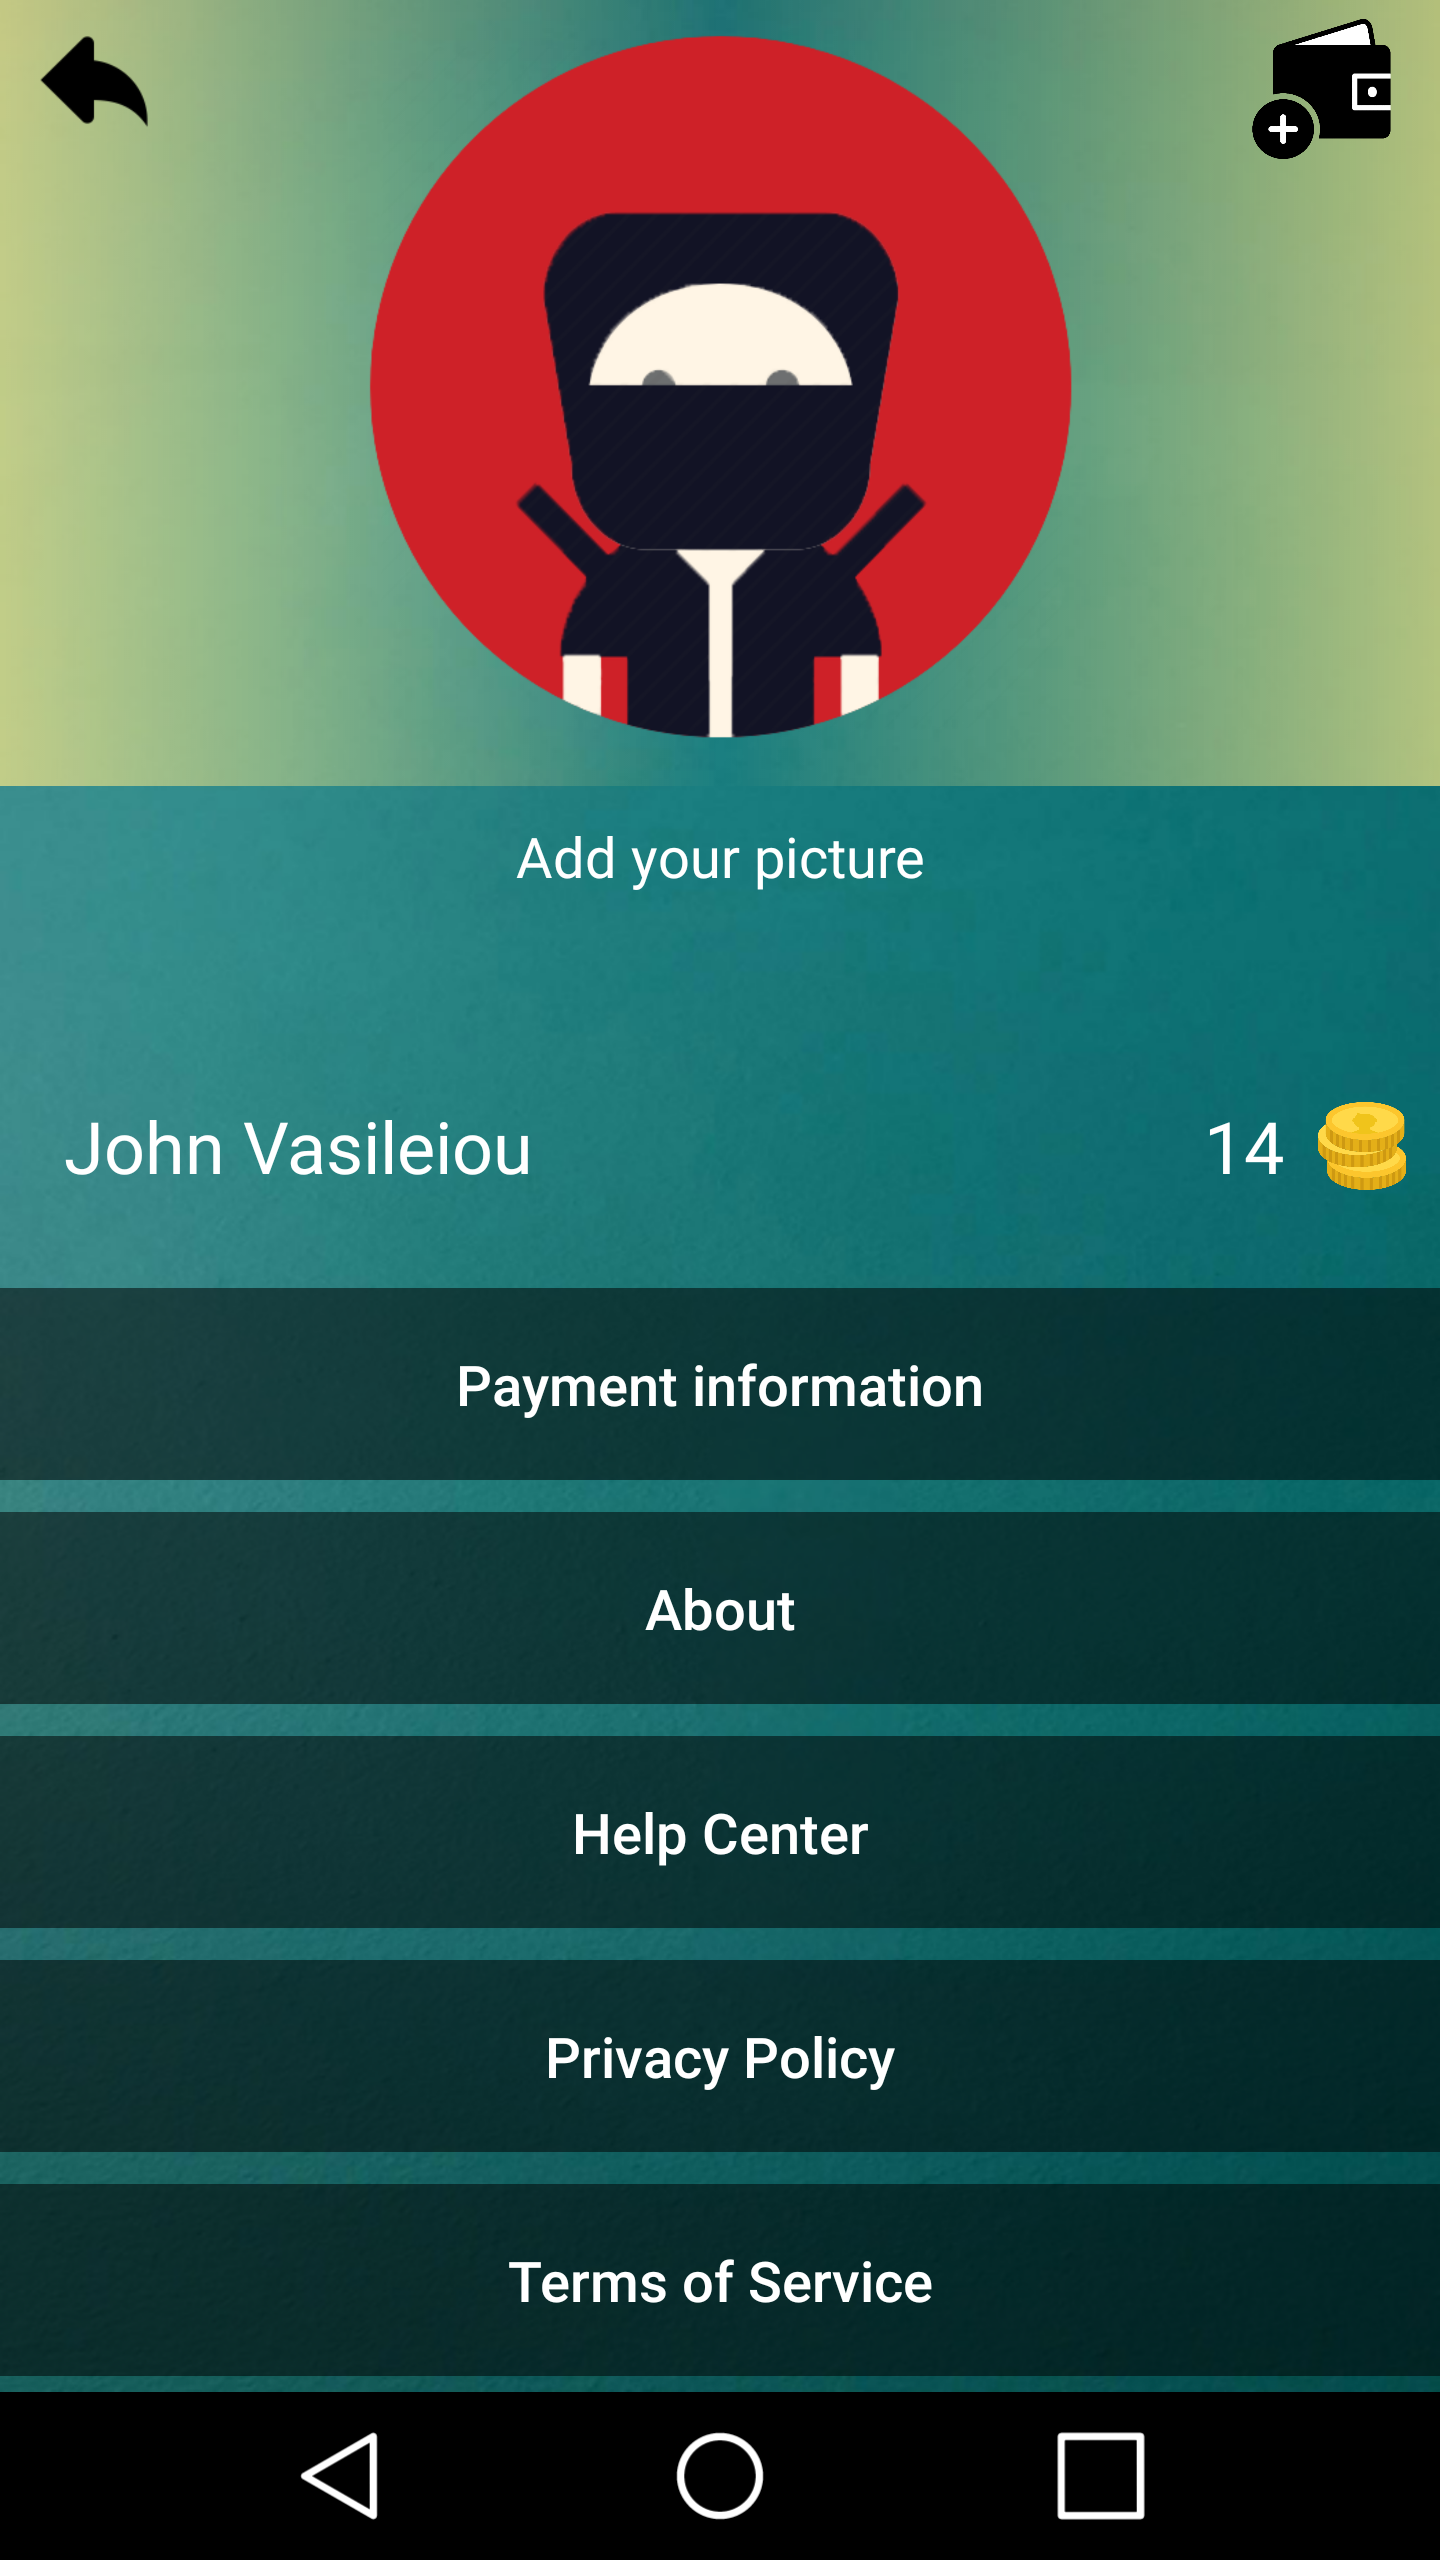 Add your picture
John Vasileiou 14
Payment information
About
Help Center
Privacy Policy
Terms of Service